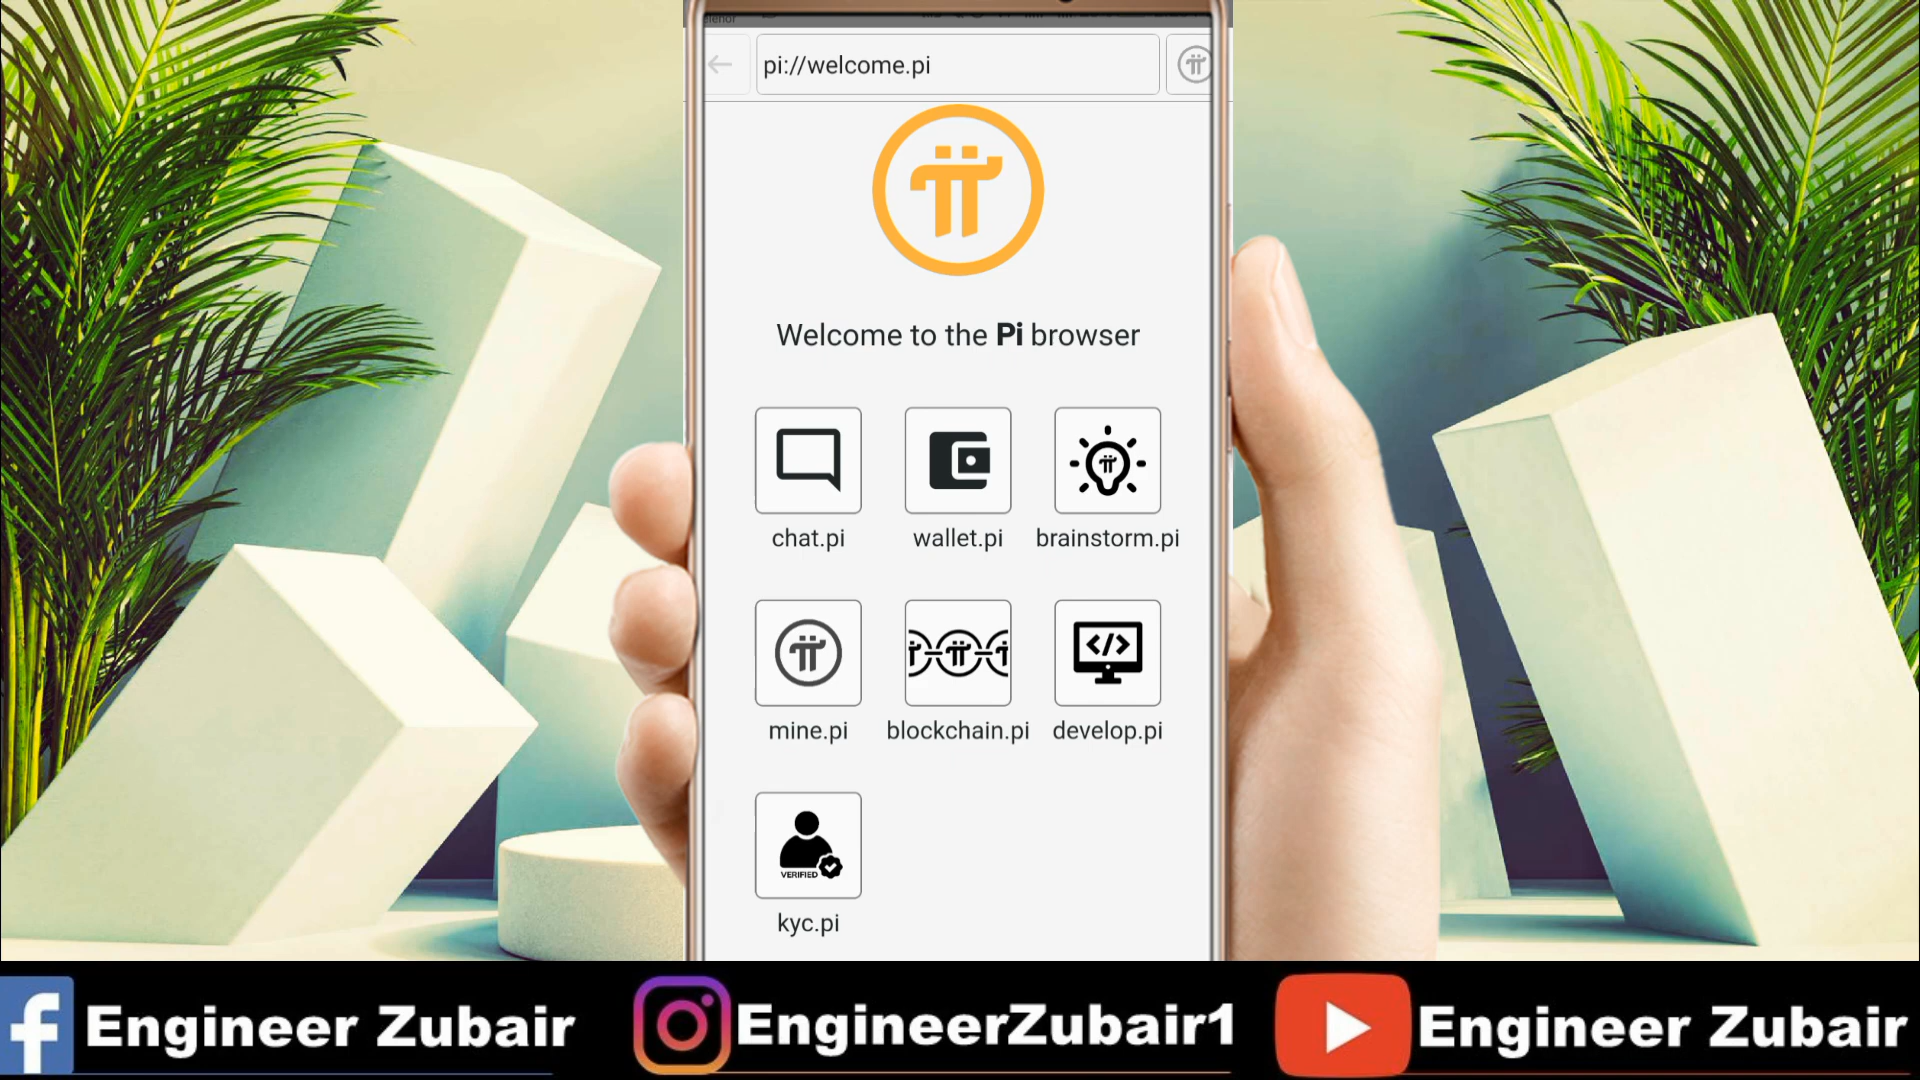 pi://welcome.pi
Welcome to the Pi browser
chat.pi wallet.pi brainstorm.pi
</>
mine.pi blockchain.pi develop.pi
VERIFIED
kyc.pi
Engineer Zubair EngineerZubair1 Engineer Zubair